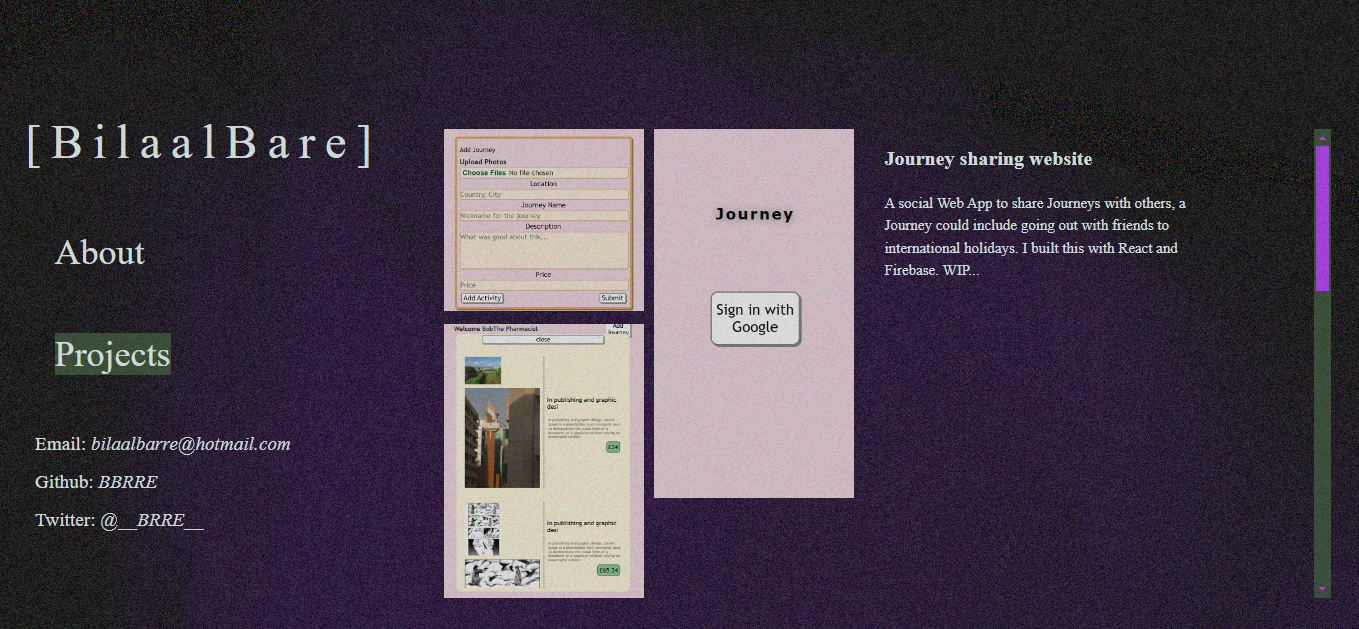 [BilaalBare]
About
Projects
Email: bilaalbarre@hotmail.com
Github: BBRRE
Twitter: @__BRRE__
Add Journey
Upload Photos
Choose Files No file chosen
Location
Country, City
Journey Name
Nickname for the Journey
Description
What was good about this...
Price
Price
Add Activity Submit
Welcome BobThe Pharmacist
Add
Journey
close
In publishing and graphic
desi
£24
In publishing and graphic
desi
£65.34
Journey
Sign in with
Google
Journey sharing website
A social Web App to share Journeys with others, a
Journey could include going out with friends to
international holidays. I built this with React and
Firebase. WIP...